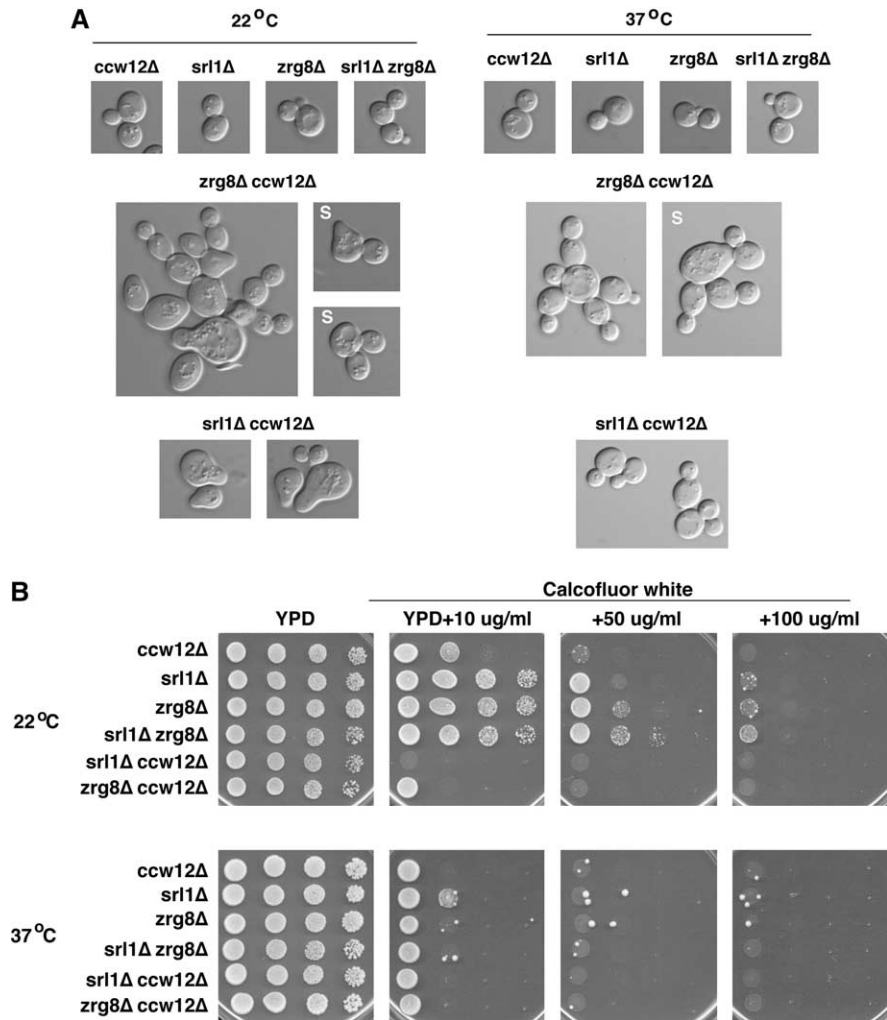 A
22 °C
37 °C
ccw12Δ srl1Δ zrg8Δ srl1Δ zrg8Δ
ccw12Δ srl1Δ zrg8Δ srl1Δ zrg8Δ
zrg8Δ ccw12Δ
zrg8Δ ccw12Δ
S
S
S
srl1Δ ccw12Δ
srl1Δ ccw12Δ
B
Calcofluor white
YPD YPD+10 ug/ml +50 ug/ml +100 ug/ml
22 °C
ccw12Δ
srl1Δ
zrg8Δ
srl1Δ zrg8Δ
srl1Δ ccw12Δ
zrg8Δ ccw12Δ
37 °C
ccw12Δ
srl1Δ
zrg8Δ
srl1Δ zrg8Δ
srl1Δ ccw12Δ
zrg8Δ ccw12Δ